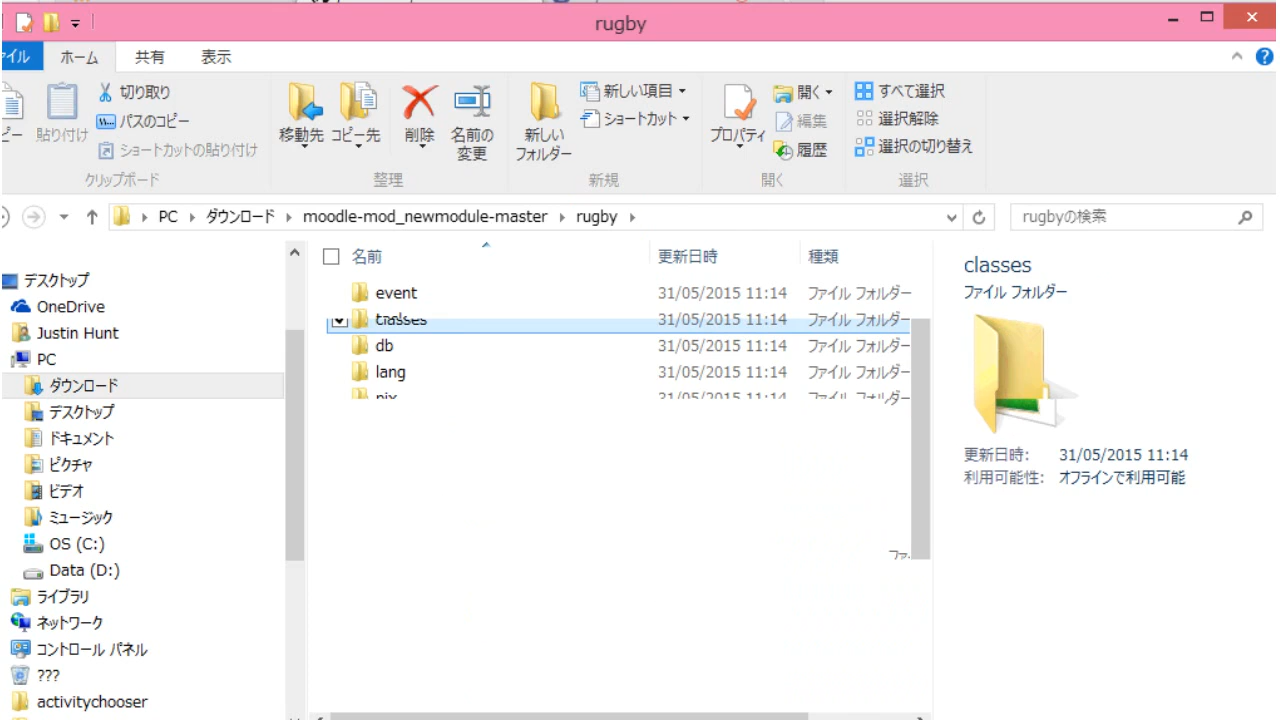 rugby
ホーム 共有 表示
切り取り
パスのコピー
貼り付け
ショートカットの貼り付け
クリップボード
移動先 コピー先 削除 名前の変更
整理
新しいフォルダー
新しい項目
ショートカット
新規
プロパティ
開く
編集
履歴
開く
すべて選択
選択解除
選択の切り替え
選択
PC ダウンロード moodle-mod_newmodule-master rugby
rugbyの検索
デスクトップ
OneDrive
Justin Hunt
PC
ダウンロード
デスクトップ
ドキュメント
ピクチャ
ビデオ
ミュージック
OS (C:)
Data (D:)
ライブラリ
ネットワーク
コントロール パネル
???
activitychooser
名前 更新日時 種類
event 31/05/2015 11:14 ファイル フォルダー
31/05/2015 11:14 ファイル フォルダー
db 31/05/2015 11:14 ファイル フォルダー
lang 31/05/2015 11:14 ファイル フォルダー
classes
ファイル フォルダー
更新日時: 31/05/2015 11:14
利用可能性: オフラインで利用可能